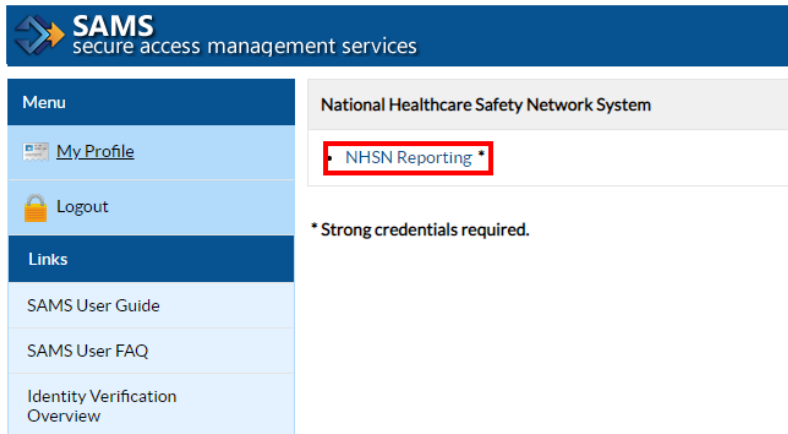 SAMS
secure access management services
Menu
My Profile
Logout
Links
SAMS User Guide
SAMS User FAQ
Identity Verification
Overview
National Healthcare Safety Network System
• NHSN Reporting *
* Strong credentials required.